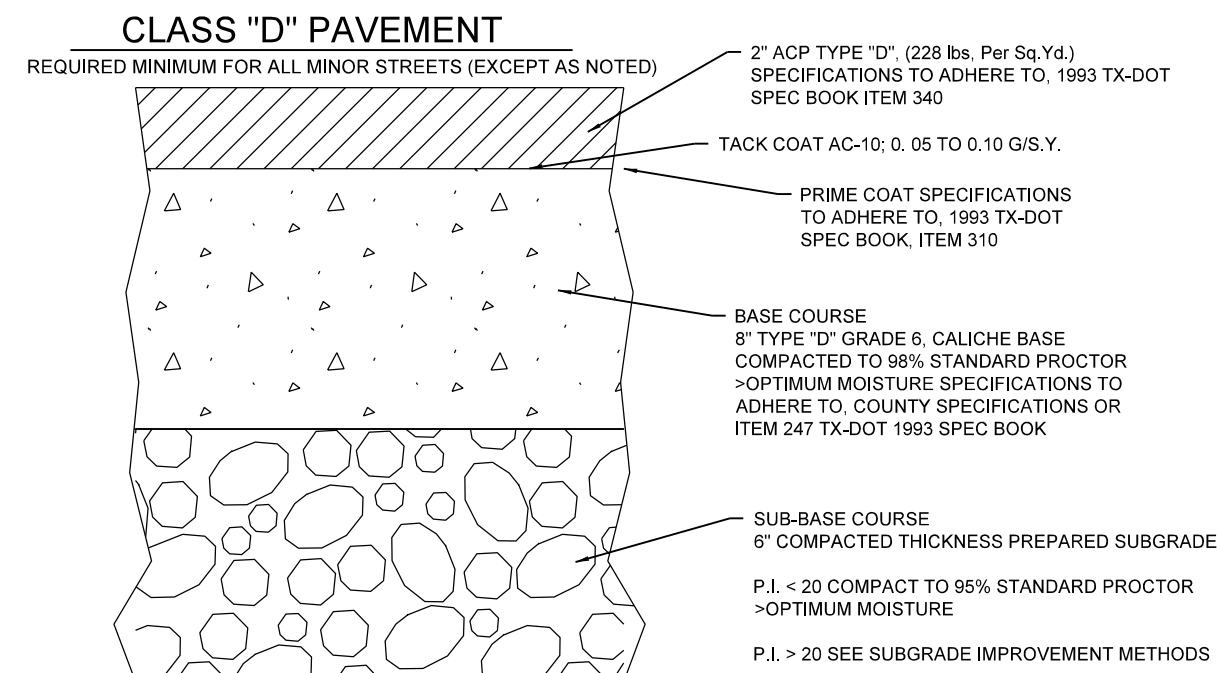 CLASS "D" PAVEMENT
REQUIRED MINIMUM FOR ALL MINOR STREETS (EXCEPT AS NOTED)
2" ACP TYPE "D", (228 lbs, Per Sq.Yd.)
SPECIFICATIONS TO ADHERE TO, 1993 TX-DOT
SPEC BOOK ITEM 340
TACK COAT AC-10; 0. 05 TO 0.10 G/S.Y.
PRIME COAT SPECIFICATIONS
TO ADHERE TO, 1993 TX-DOT
SPEC BOOK, ITEM 310
BASE COURSE
8" TYPE "D" GRADE 6, CALICHE BASE
COMPACTED TO 98% STANDARD PROCTOR
>OPTIMUM MOISTURE SPECIFICATIONS TO
ADHERE TO, COUNTY SPECIFICATIONS OR
ITEM 247 TX-DOT 1993 SPEC BOOK
SUB-BASE COURSE
6" COMPACTED THICKNESS PREPARED SUBGRADE
P.I. < 20 COMPACT TO 95% STANDARD PROCTOR
>OPTIMUM MOISTURE
P.I. > 20 SEE SUBGRADE IMPROVEMENT METHODS